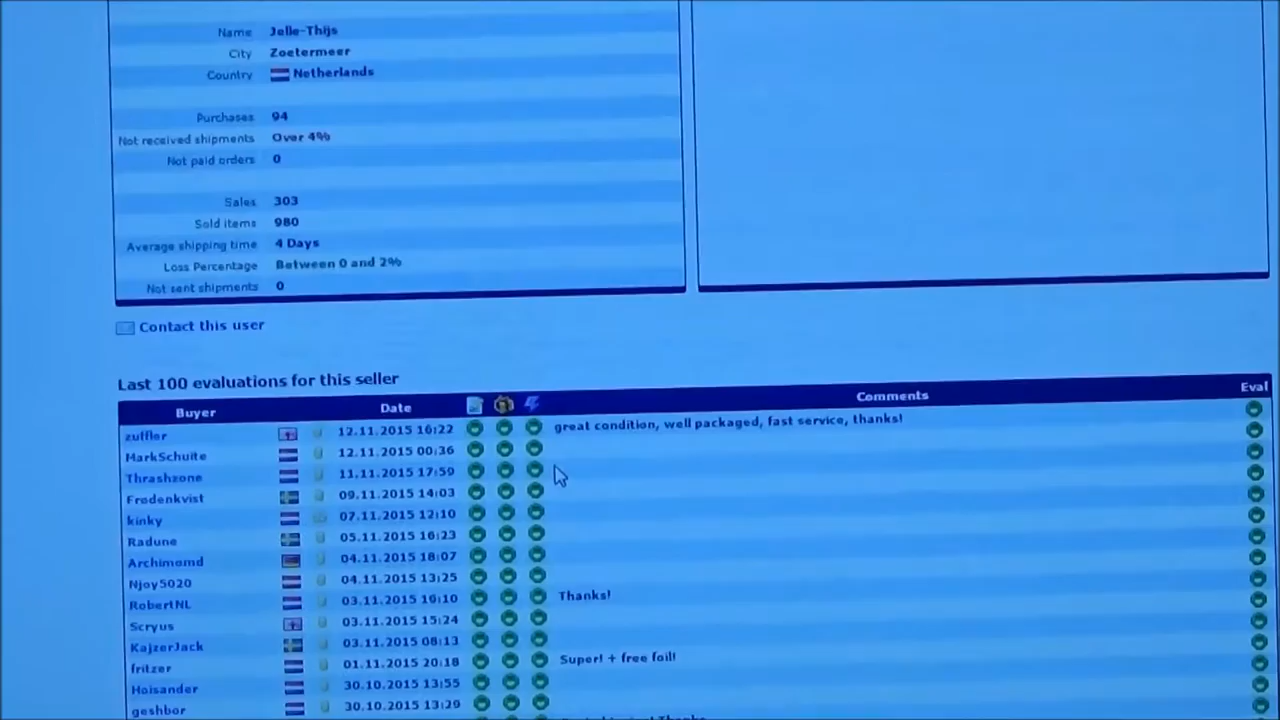 Name Jelle-Thijs
City Zoetermeer
Country Netherlands
Purchases 94
Not received shipments Over 4%
Not paid orders 0
Sales 303
Sold items 980
Average shipping time 4 Days
Loss Percentage Between 0 and 2%
Not sent shipments 0
Contact this user
Last 100 evaluations for this seller
Buyer Date Comments Eval
zuffler 12.11.2015 16:22 great condition, well packaged, fast service, thanks!
MarkSchuite 12.11.2015 00:36
Thrashzone 11.11.2015 17:59
Frodenkvist 09.11.2015 14:03
kinky 07.11.2015 12:10
Radune 05.11.2015 16:23
Archimomd 04.11.2015 18:07
Njoy5020 04.11.2015 13:25
RobertNL 03.11.2015 16:10 Thanks!
Scryus 03.11.2015 15:24
KajzerJack 03.11.2015 08:13
fritzer 01.11.2015 20:18 Super! + free foil!
Hoisander 30.10.2015 13:55
geshbor 30.10.2015 13:29